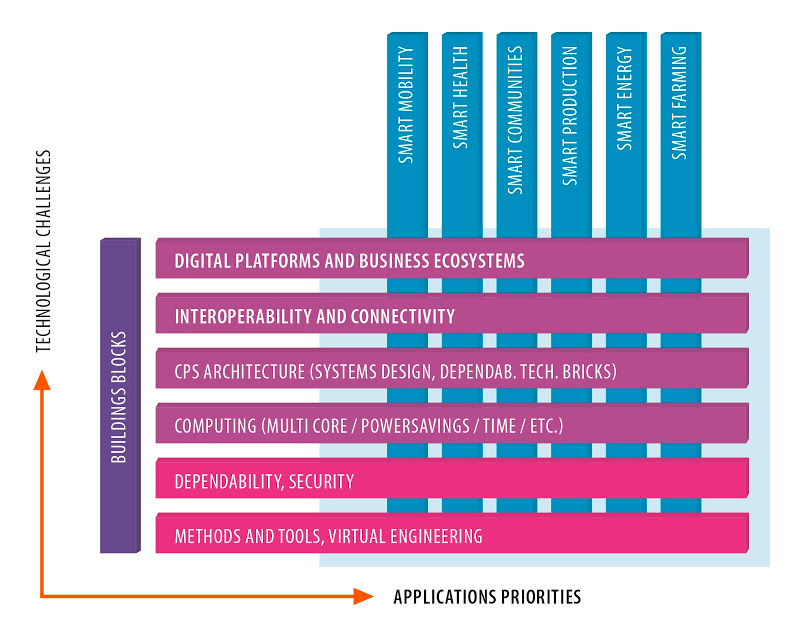 SMART MOBILITY
SMART HEALTH
SMART COMMUNITIES
SMART PRODUCTION
SMART ENERGY
SMART FARMING
TECHNOLOGICAL CHALLENGES
BUILDINGS BLOCKS
DIGITAL PLATFORMS AND BUSINESS ECOSYSTEMS
INTEROPERABILITY AND CONNECTIVITY
CPS ARCHITECTURE (SYSTEMS DESIGN, DEPENDAB. TECH. BRICKS)
COMPUTING (MULTI CORE / POWERSAVINGS / TIME / ETC.)
DEPENDABILITY, SECURITY
METHODS AND TOOLS, VIRTUAL ENGINEERING
APPLICATIONS PRIORITIES